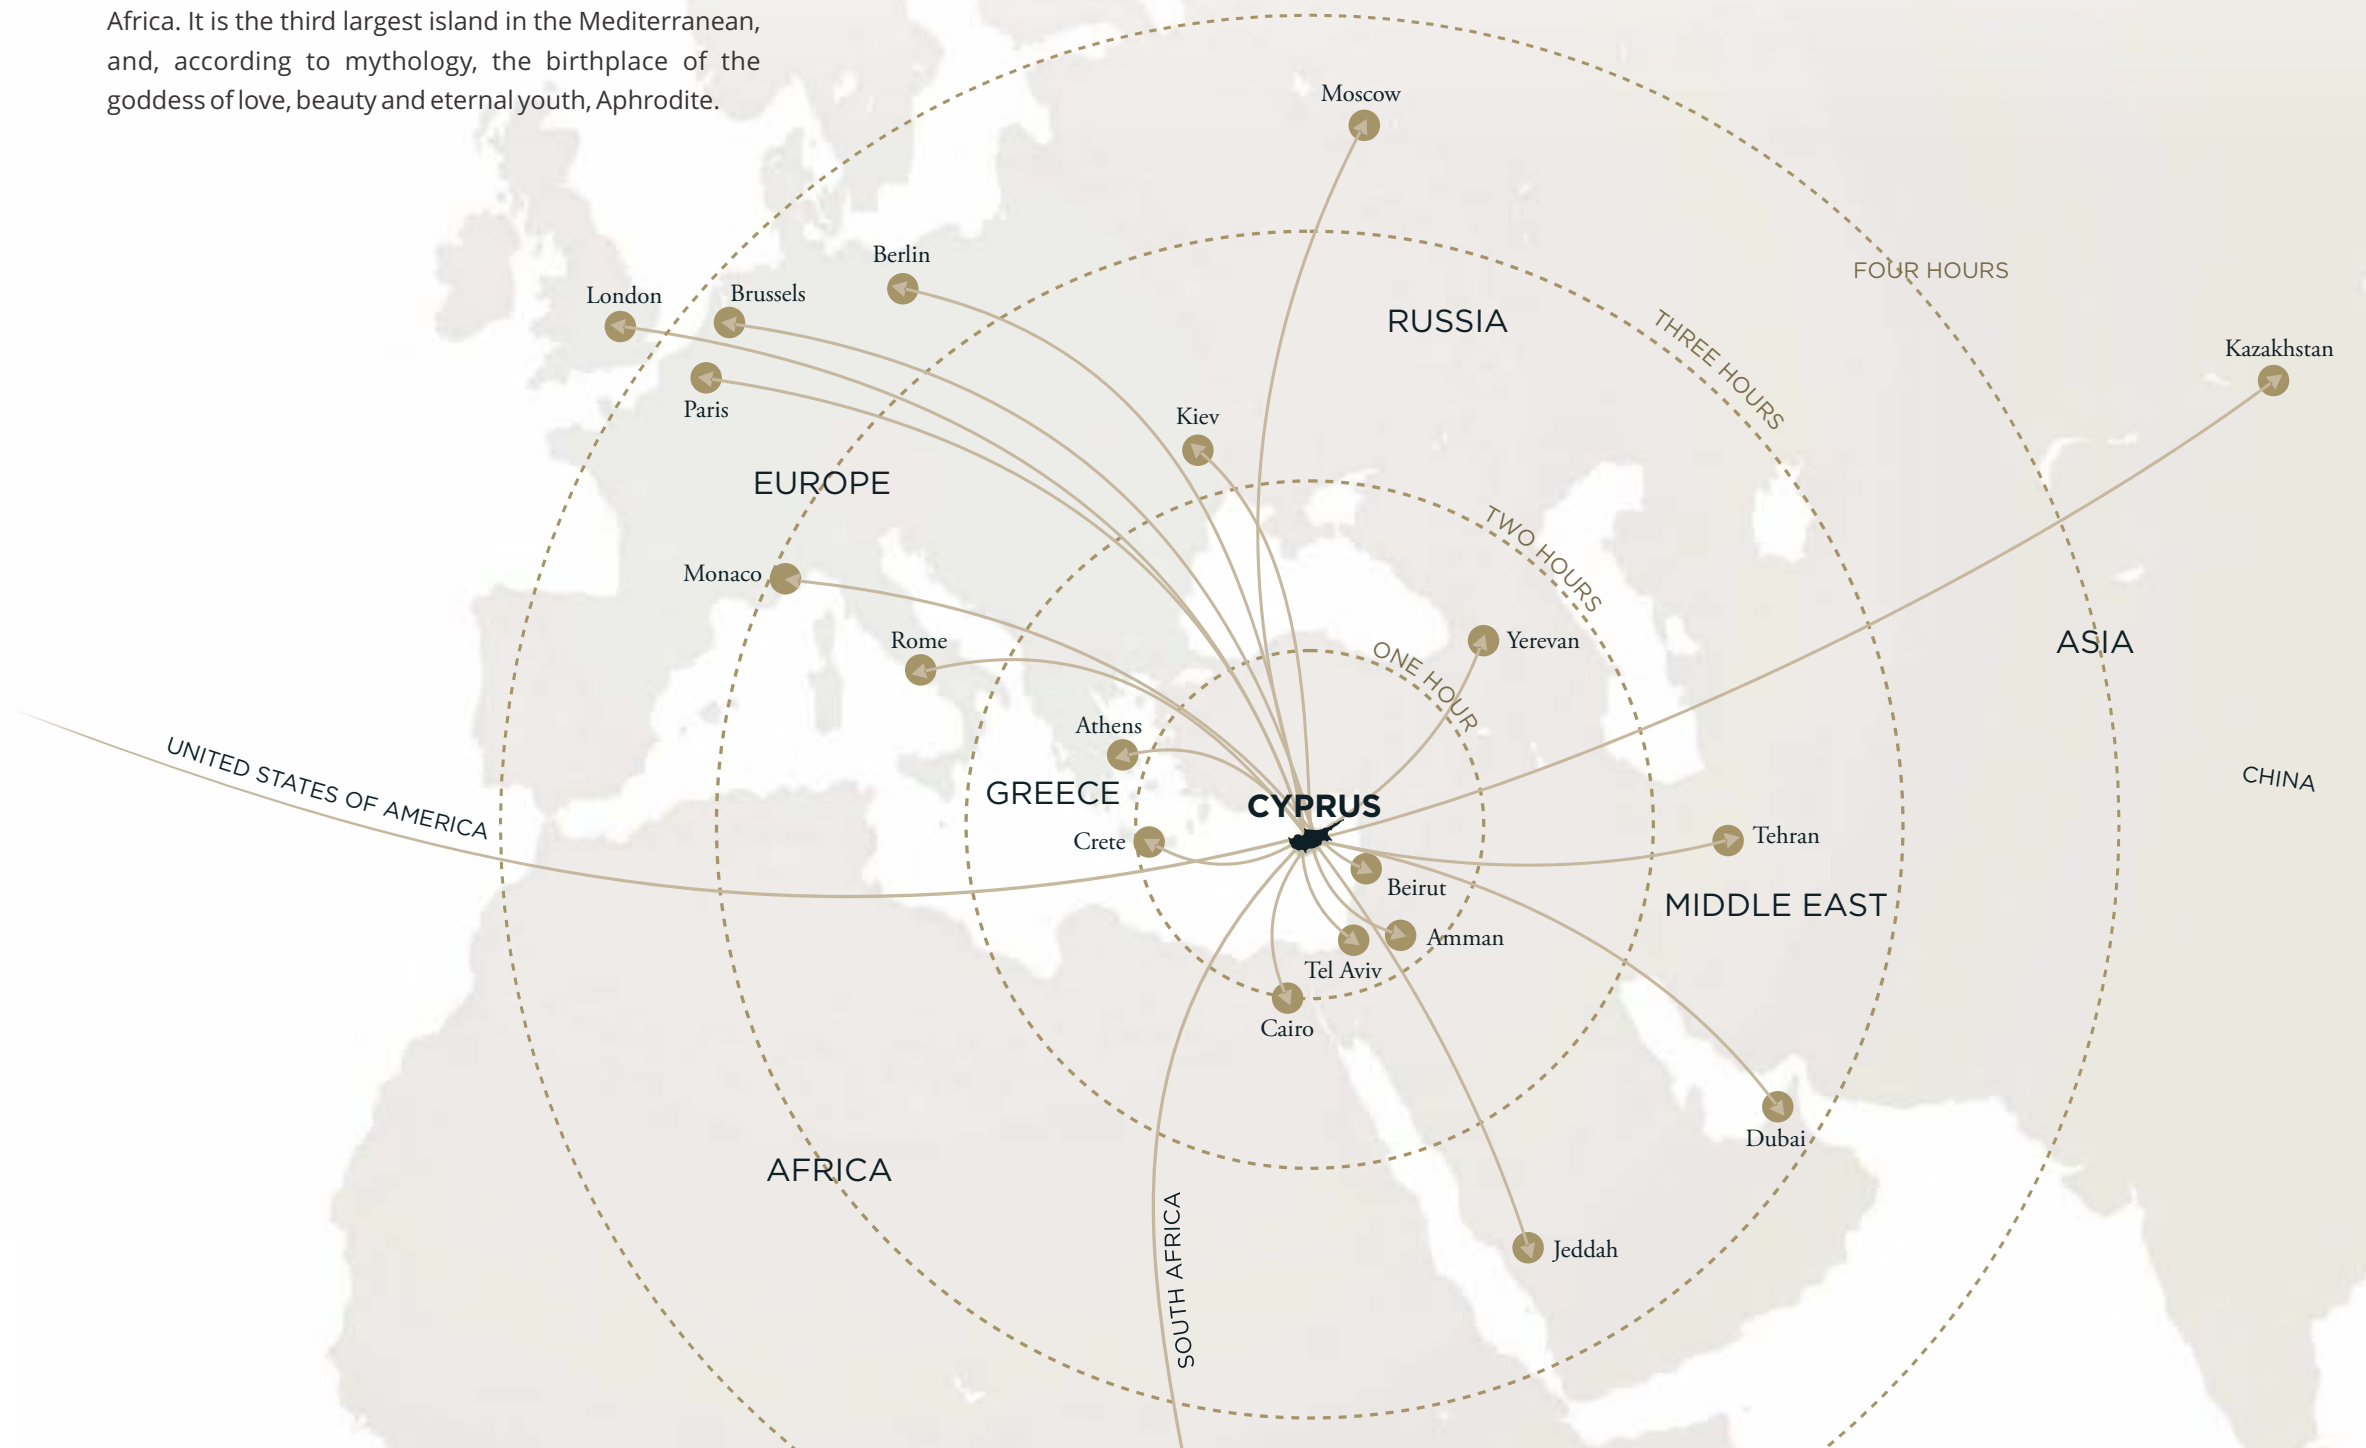 Africa. It is the third largest island in the Mediterranean,
and, according to mythology, the birthplace of the
goddess of love, beauty and eternal youth, Aphrodite.
Moscow
Berlin
FOUR HOURS
London
Brussels
RUSSIA
THREE HOURS
Kazakhstan
Paris
Kiev
EUROPE
TWO HOURS
Monaco
Rome
Yerevan
ONE HOUR
ASIA
Athens
UNITED STATES OF AMERICA
GREECE
CYPRUS
CHINA
Crete
Tehran
Beirut
MIDDLE EAST
Amman
Tel Aviv
Cairo
Dubai
AFRICA
SOUTH AFRICA
Jeddah